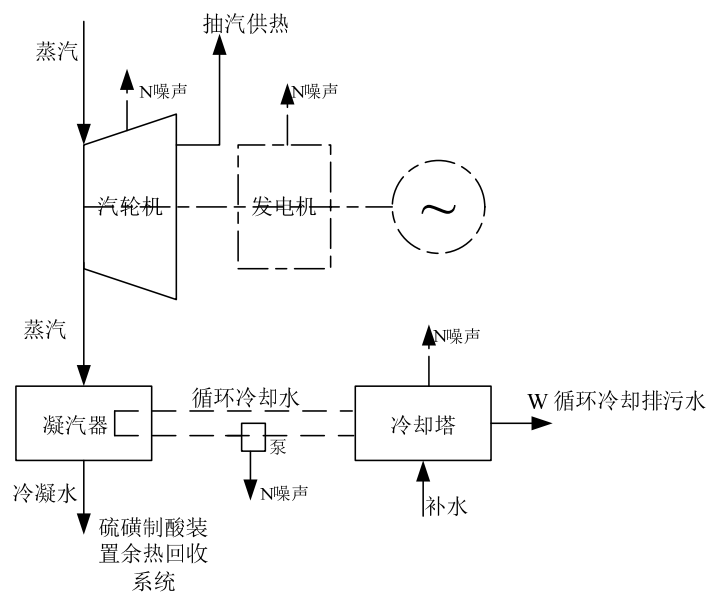 抽汽供热
蒸汽
N噪声
N噪声
汽轮机
发电机
~
蒸汽
N噪声
循环冷却水
W 循环冷却排污水
凝汽器
冷却塔
泵
冷凝水
N噪声
补水
硫磺制酸装
置余热回收
系统